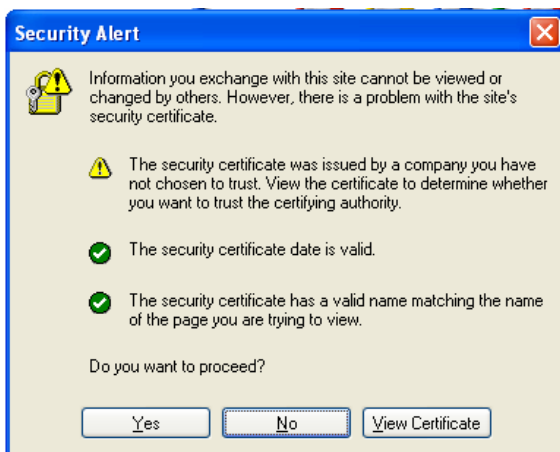 Security Alert
Information you exchange with this site cannot be viewed or
changed by others. However, there is a problem with the site's
security certificate.
The security certificate was issued by a company you have
not chosen to trust. View the certificate to determine whether
you want to trust the certifying authority.
The security certificate date is valid.
The security certificate has a valid name matching the name
of the page you are trying to view.
Do you want to proceed?
Yes No View Certificate